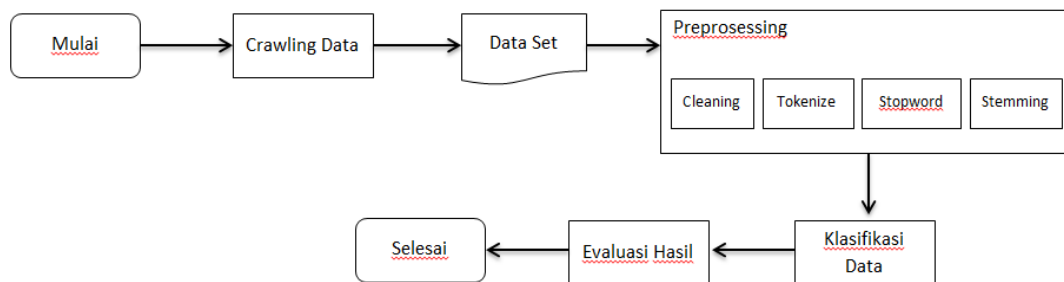 Mulai
Crawling Data
Data Set
Preprosessing
Cleaning
Tokenize
Stopword
Stemming
Selesai
Evaluasi Hasil
Klasifikasi
Data